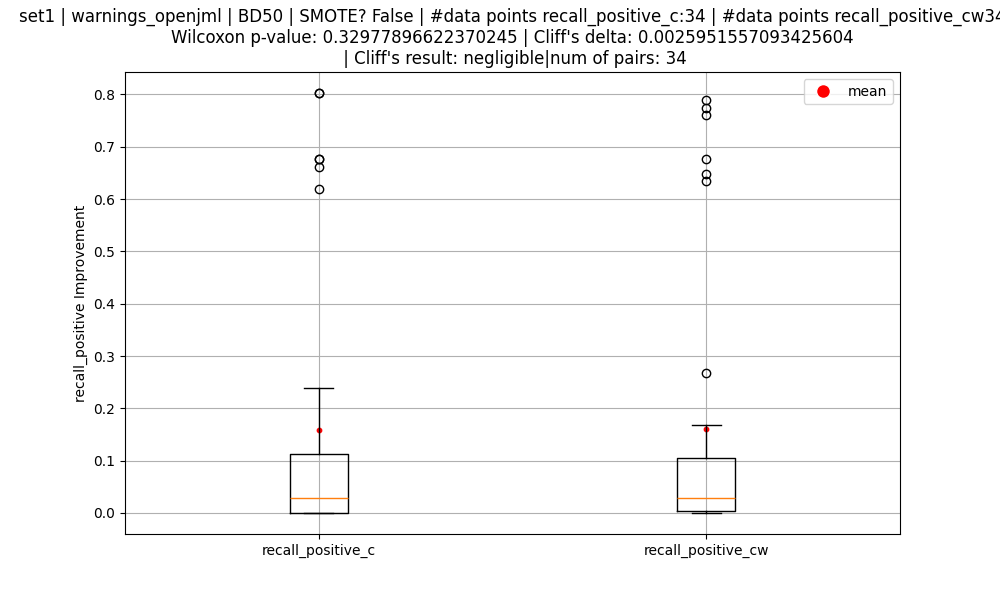 set1 | warnings_openjml | BD50 | SMOTE? False | #data points recall_positive_c:34 | #data points recall_positive_cw34
Wilcoxon p-value: 0.32977896622370245 | Cliff's delta: 0.0025951557093425604
| Cliff's result: negligible|num of pairs: 34
mean
recall_positive Improvement
0.8
0.7
0.6
0.5
0.4
0.3
0.2
0.1
0.0
recall_positive_c
recall_positive_cw